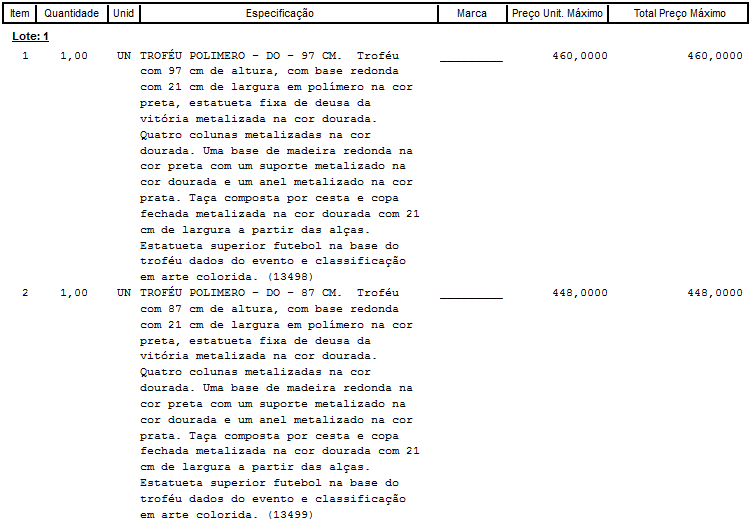 Item Quantidade Unid Especificação Marca Preço Unit. Máximo Total Preço Máximo
Lote: 1
1 1,00 UN TROFÉU POLIMERO - DO - 97 CM. Troféu _________ 460,0000 460,0000
com 97 cm de altura, com base redonda
com 21 cm de largura em polímero na cor
preta, estatueta fixa de deusa da
vitória metalizada na cor dourada.
Quatro colunas metalizadas na cor
dourada. Uma base de madeira redonda na
cor preta com um suporte metalizado na
cor dourada e um anel metalizado na cor
prata. Taça composta por cesta e copa
fechada metalizada na cor dourada com 21
cm de largura a partir das alças.
Estatueta superior futebol na base do
troféu dados do evento e classificação
em arte colorida. (13498)
2 1,00 UN TROFÉU POLIMERO - DO - 87 CM. Troféu _________ 448,0000 448,0000
com 87 cm de altura, com base redonda
com 21 cm de largura em polímero na cor
preta, estatueta fixa de deusa da
vitória metalizada na cor dourada.
Quatro colunas metalizadas na cor
dourada. Uma base de madeira redonda na
cor preta com um suporte metalizado na
cor dourada e um anel metalizado na cor
prata. Taça composta por cesta e copa
fechada metalizada na cor dourada com 21
cm de largura a partir das alças.
Estatueta superior futebol na base do
troféu dados do evento e classificação
em arte colorida. (13499)